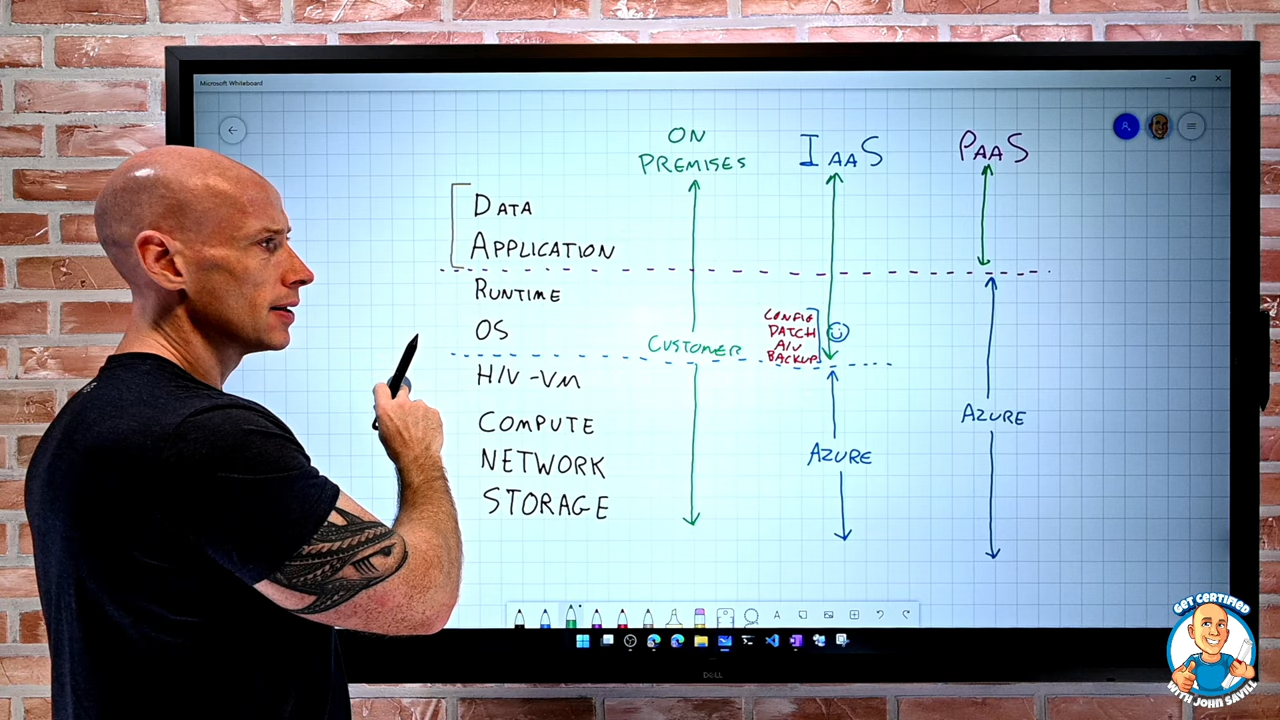 Microsoft Whiteboard
ON
PREMISES
IAAS
PAAS
DATA
APPLICATION
RUNTIME
OS
CUSTOMER
CONFIG
PATCH
A/V
BACKUP
H/V-VM
COMPUTE
NETWORK
STORAGE
AZURE
AZURE
DELL
GET CERTIFIED
WITH JOHN SAVILL